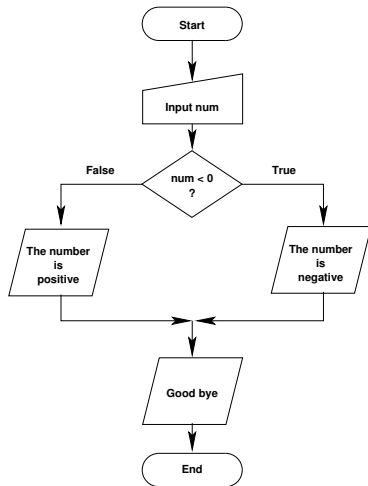 Start
Input num
num < 0
?
False
True
The number
is
positive
The number
is
negative
Good bye
End